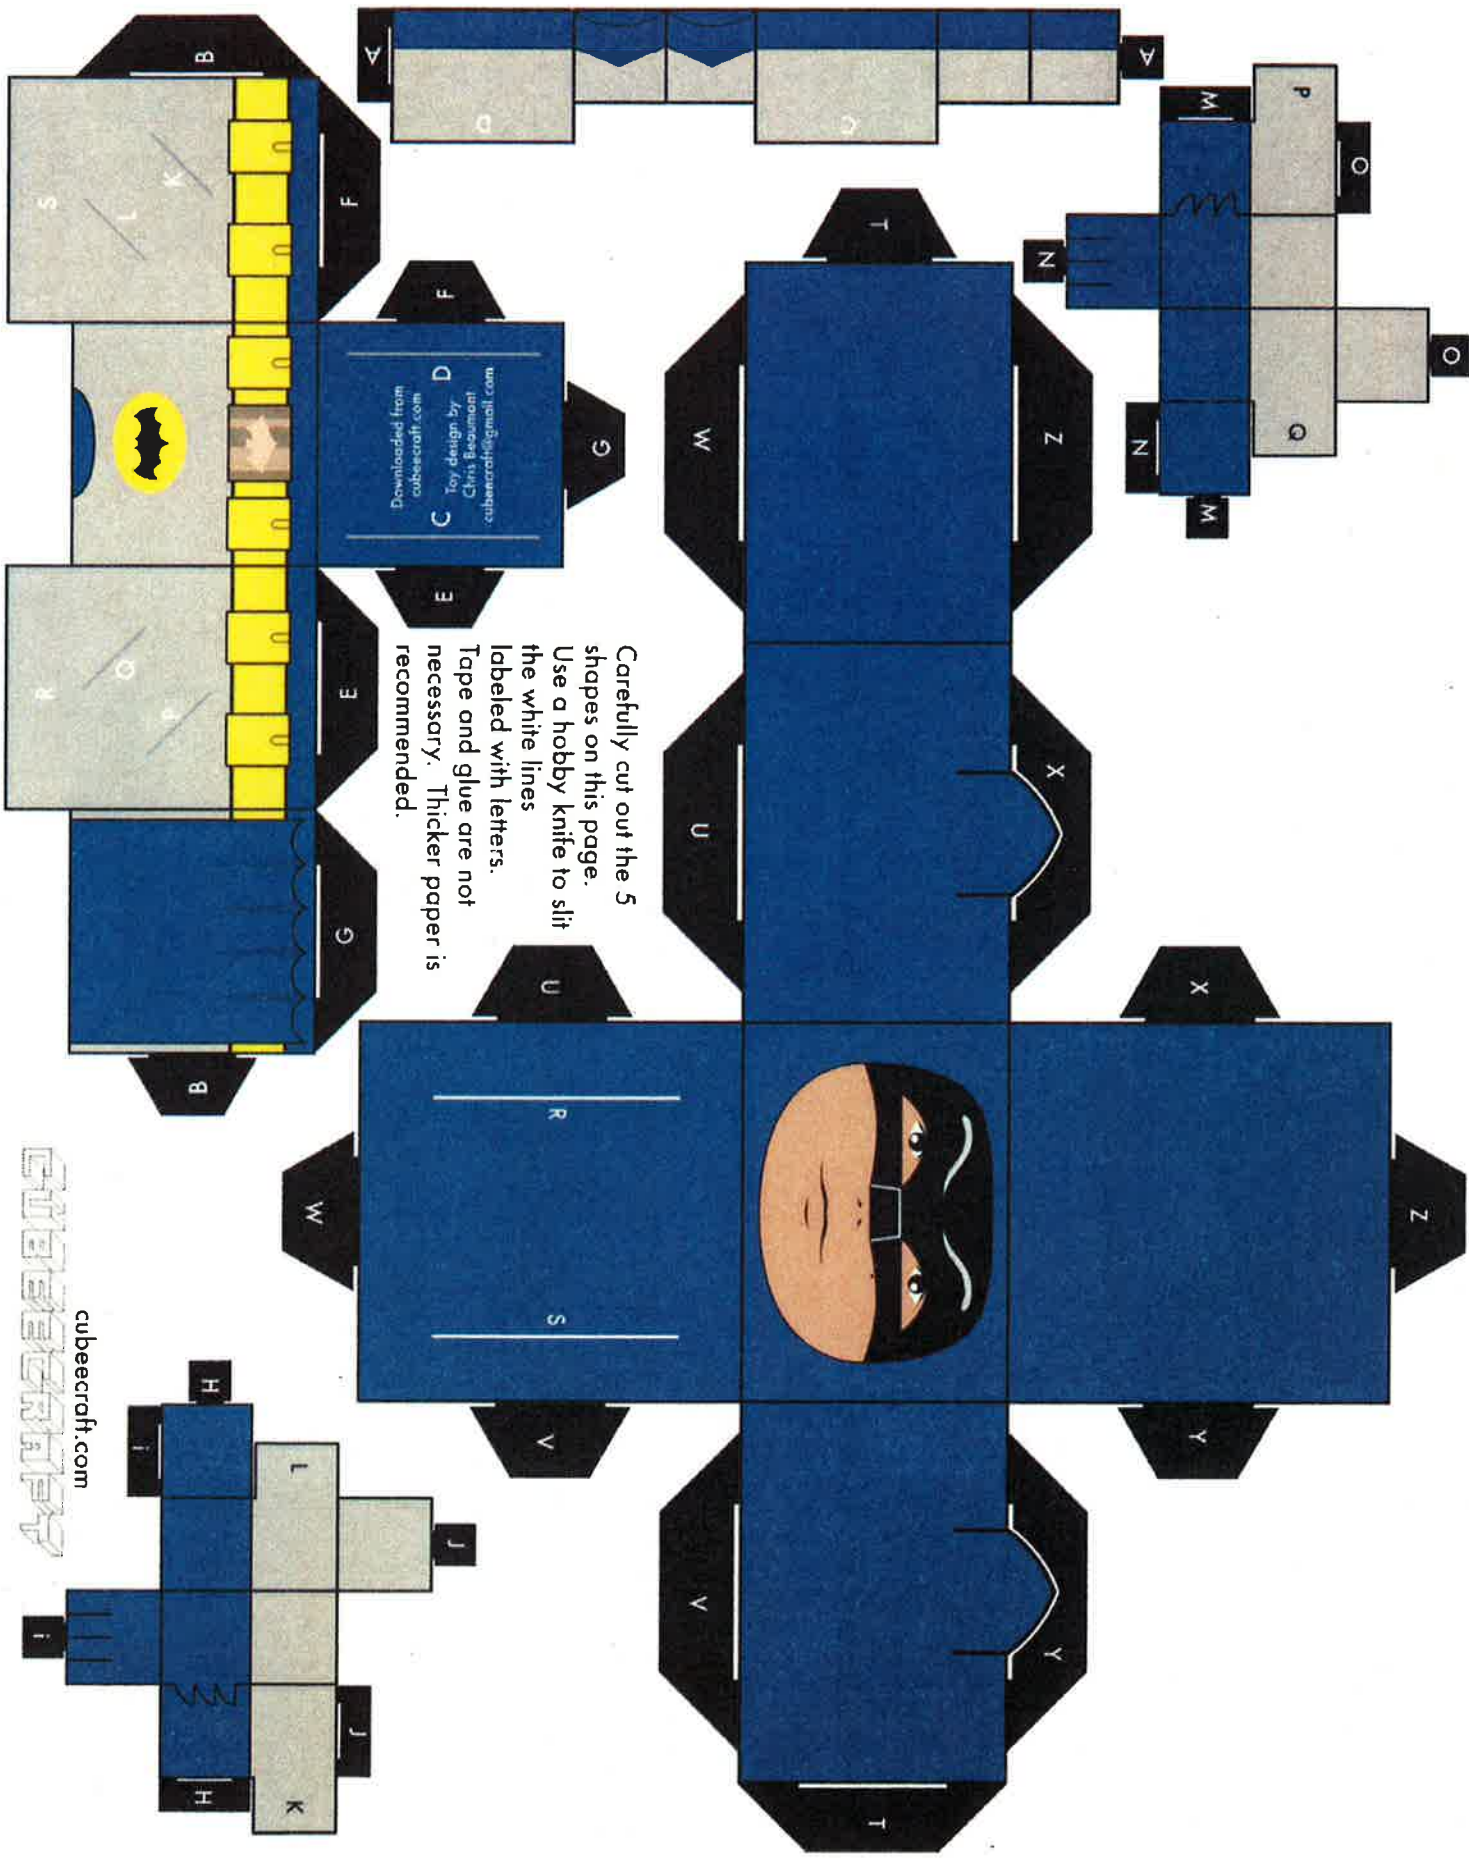 Carefully cut out the 5
shapes on this page.
Use a hobby knife to slit
the white lines
labeled with letters.
Tape and glue are not
necessary. Thicker paper is
recommended.
D
C
Toy design by
Chris Beaumont
cubeecraft@gmail.com
Downloaded from
cubeecraft.com
cubeecraft.com
CUBEECRAFT
A
A
D
C
B
F
K
L
S
F
G
E
E
P
Q
R
G
B
P
O
M
N
O
Q
N
M
T
Z
W
X
U
X
U
Z
W
R
S
Y
V
Y
V
T
H
i
L
J
i
J
H
K